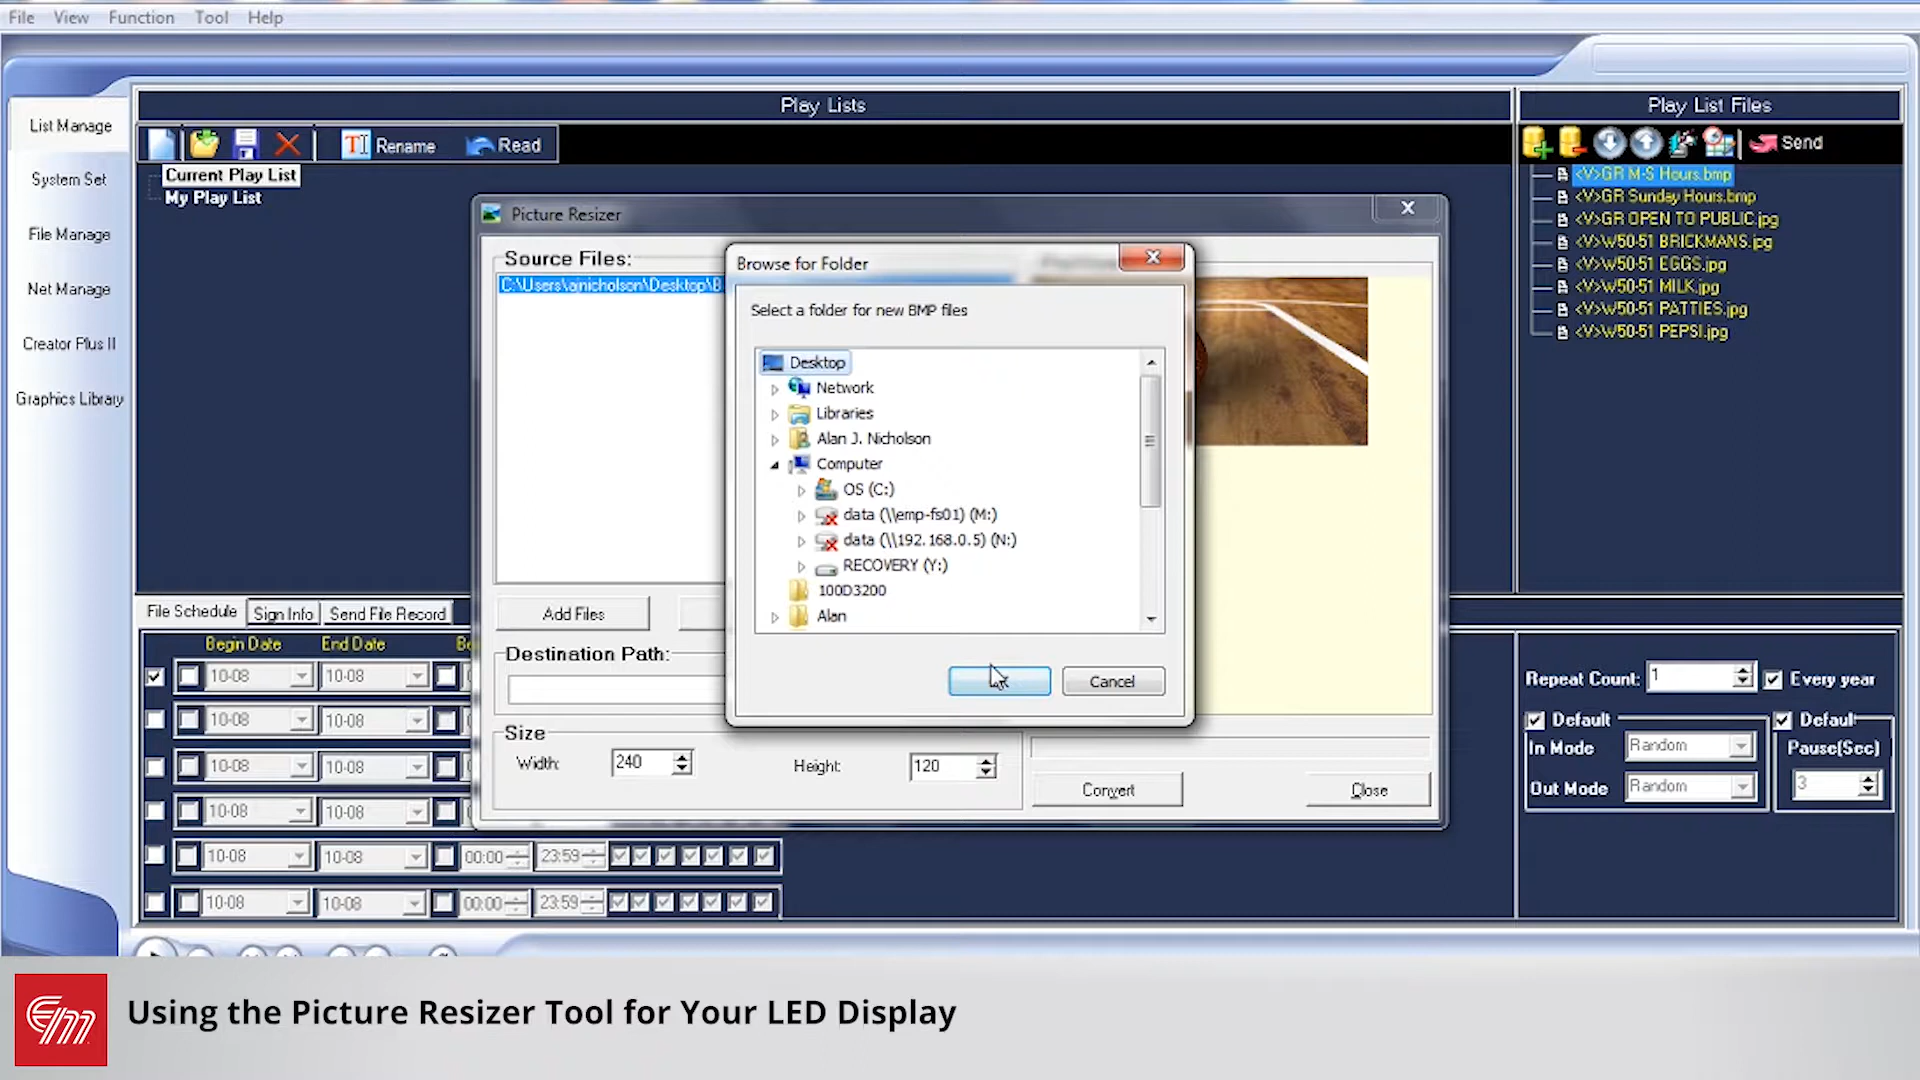 File View Function Tool Help
Play Lists
Play List Files
List Manage
System Set
File Manage
Net Manage
Creator Plus II
Graphics Library
Rename Read
Send
Current Play List
My Play List
<V>GR M-S Hours.bmp
<V>GR Sunday Hours.bmp
<V>GR OPEN TO PUBLIC.jpg
<V>W50-51 BRICKMANS.jpg
<V>W50-51 EGGS.jpg
<V>W50-51 MILK.jpg
<V>W50-51 PATTIES.jpg
<V>W50-51 PEPSI.jpg
Picture Resizer
Source Files:
C:\Users\ajnicholson\Desktop\B
Browse for Folder
Select a folder for new BMP files
Desktop
Network
Libraries
Alan J. Nicholson
Computer
OS (C:)
data (\\emp-fs01) (M:)
data (\\192.168.0.5) (N:)
RECOVERY (Y:)
100D3200
Alan
Cancel
Add Files
Destination Path:
Size
Width: 240 Height: 120
Convert Close
File Schedule Sign Info Send File Record
Begin Date End Date Be
10-08 10-08
10-08 10-08
10-08 10-08
10-08 10-08
10-08 10-08 00:00 23:59
10-08 10-08 00:00 23:59
Repeat Count: 1 Every year
Default Defaul
In Mode Random Pause(Sec)
Out Mode Random 3
EM
Using the Picture Resizer Tool for Your LED Display